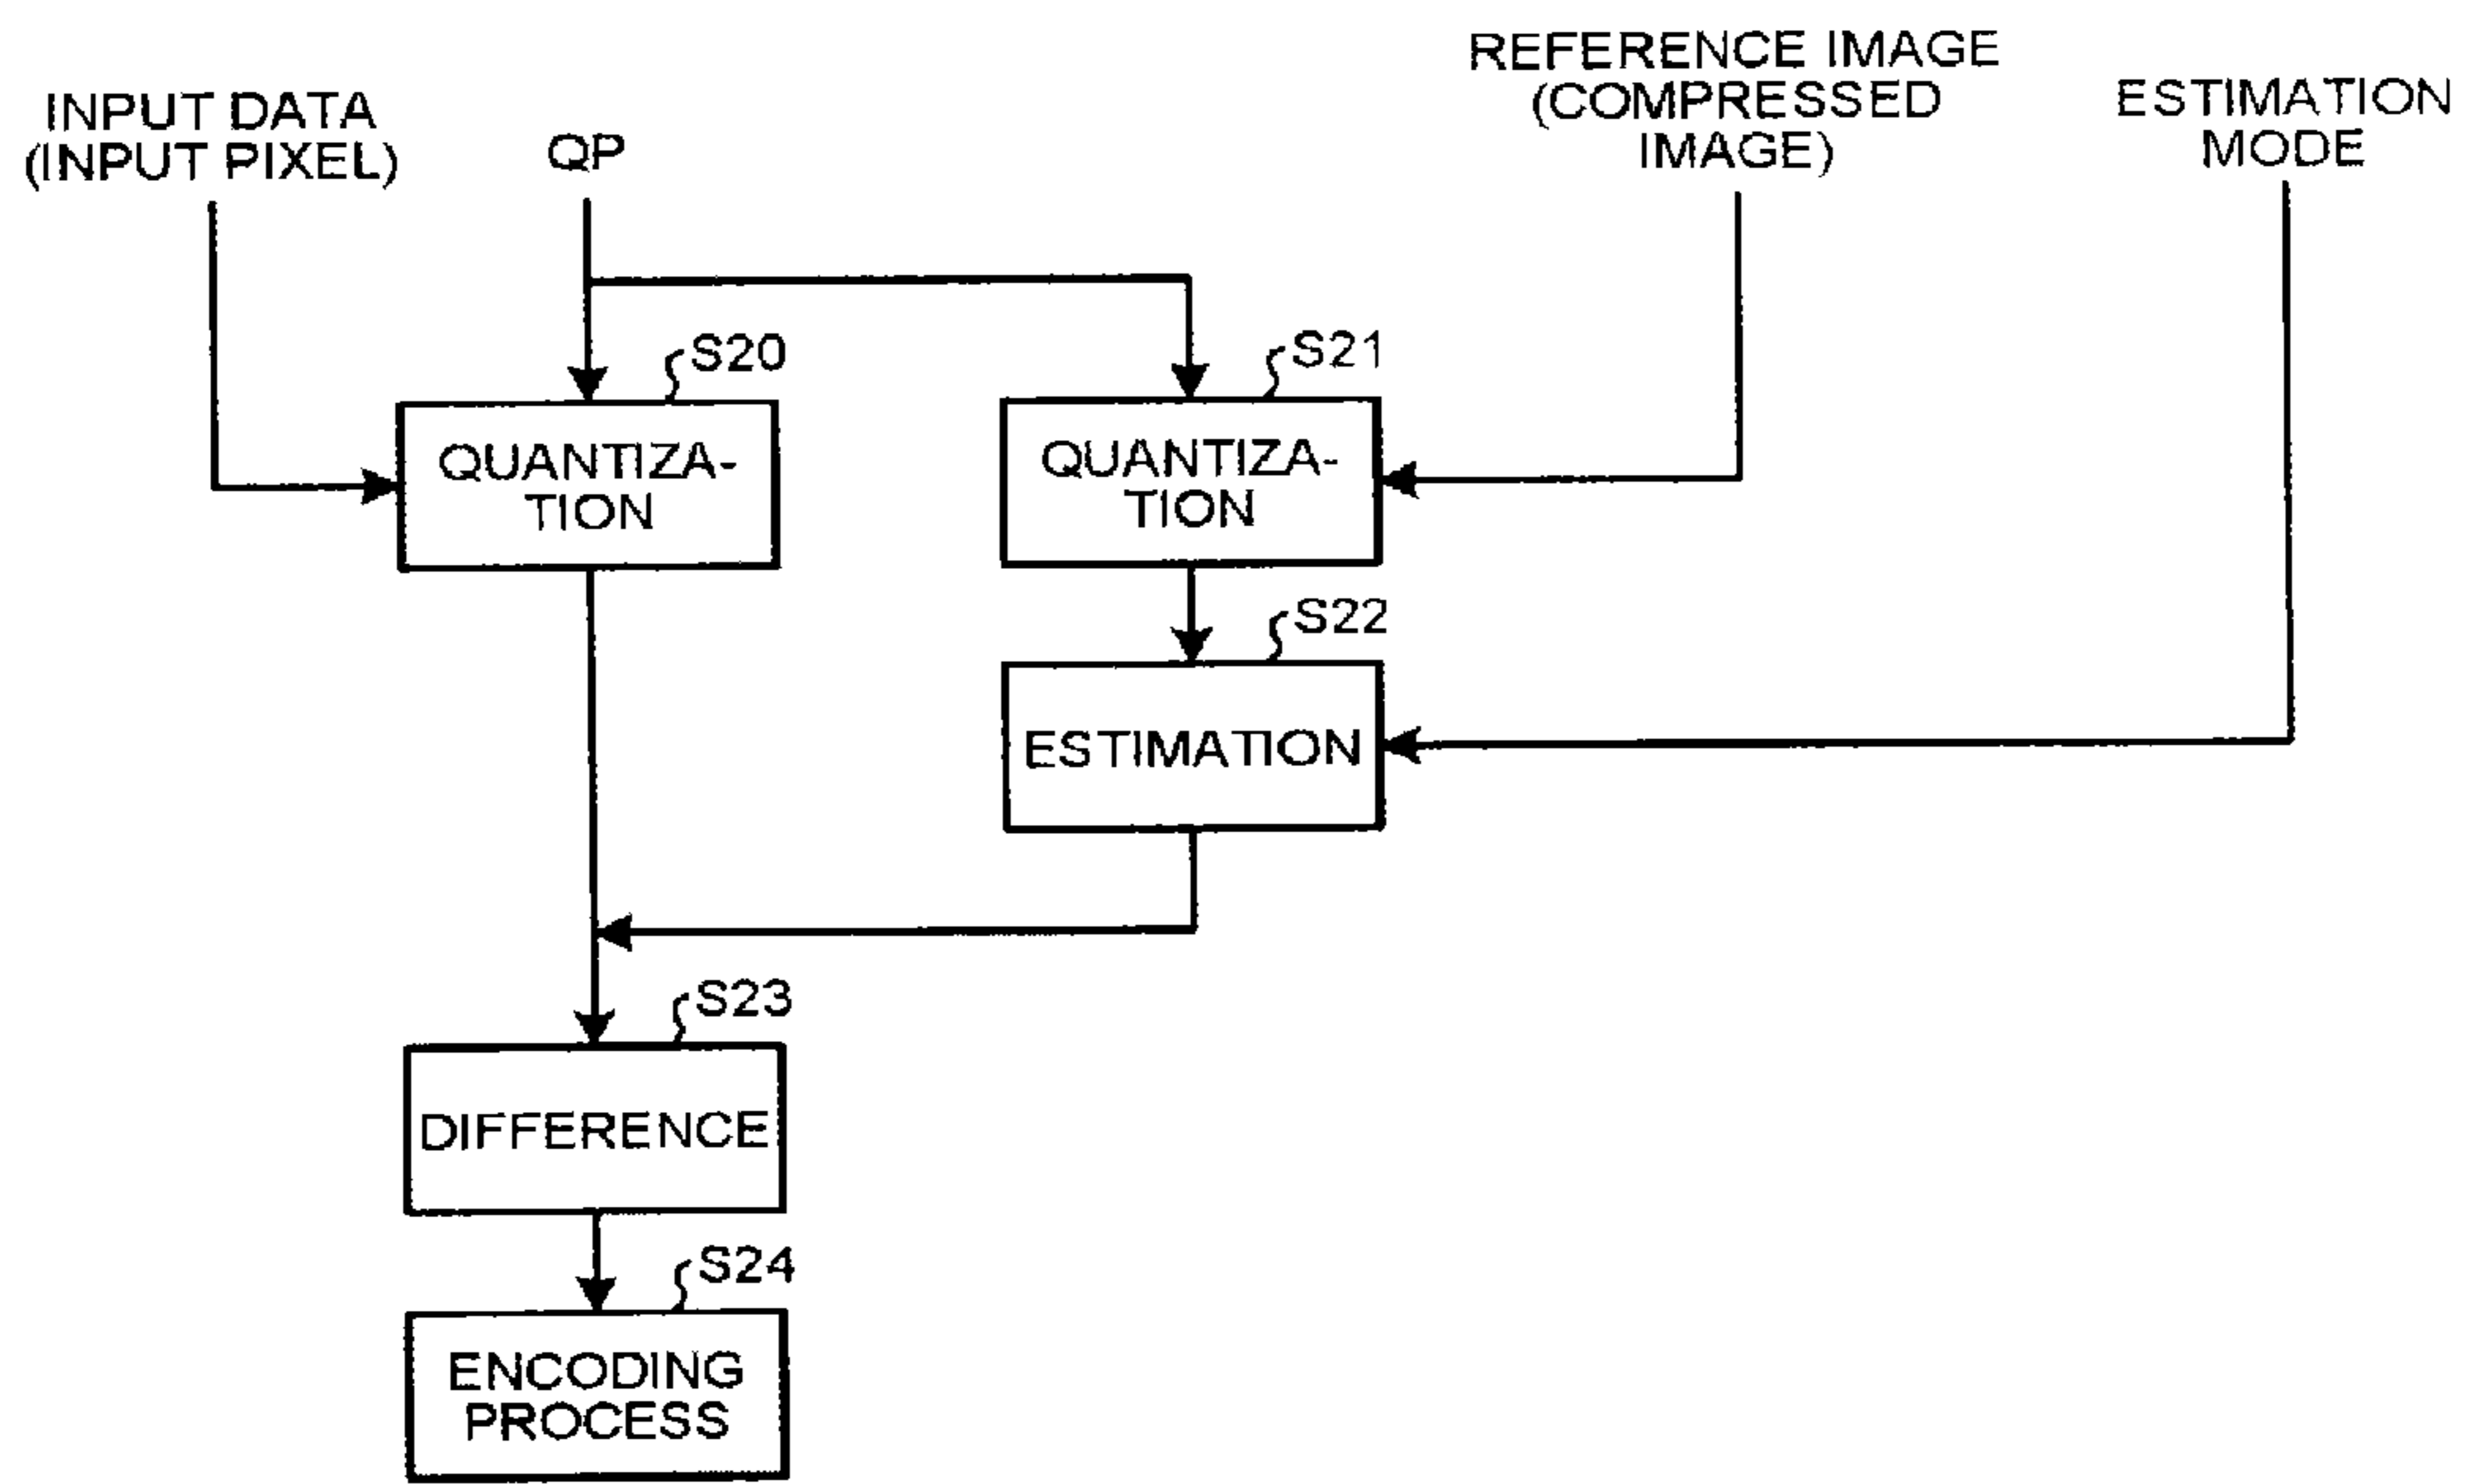 INPUT DATA
(INPUT PIXEL)
QP
REFERENCE IMAGE
(COMPRESSED
IMAGE)
ESTIMATION
MODE
S20
QUANTIZA-
TION
S21
QUANTIZA-
TION
S22
ESTIMATION
S23
DIFFERENCE
S24
ENCODING
PROCESS